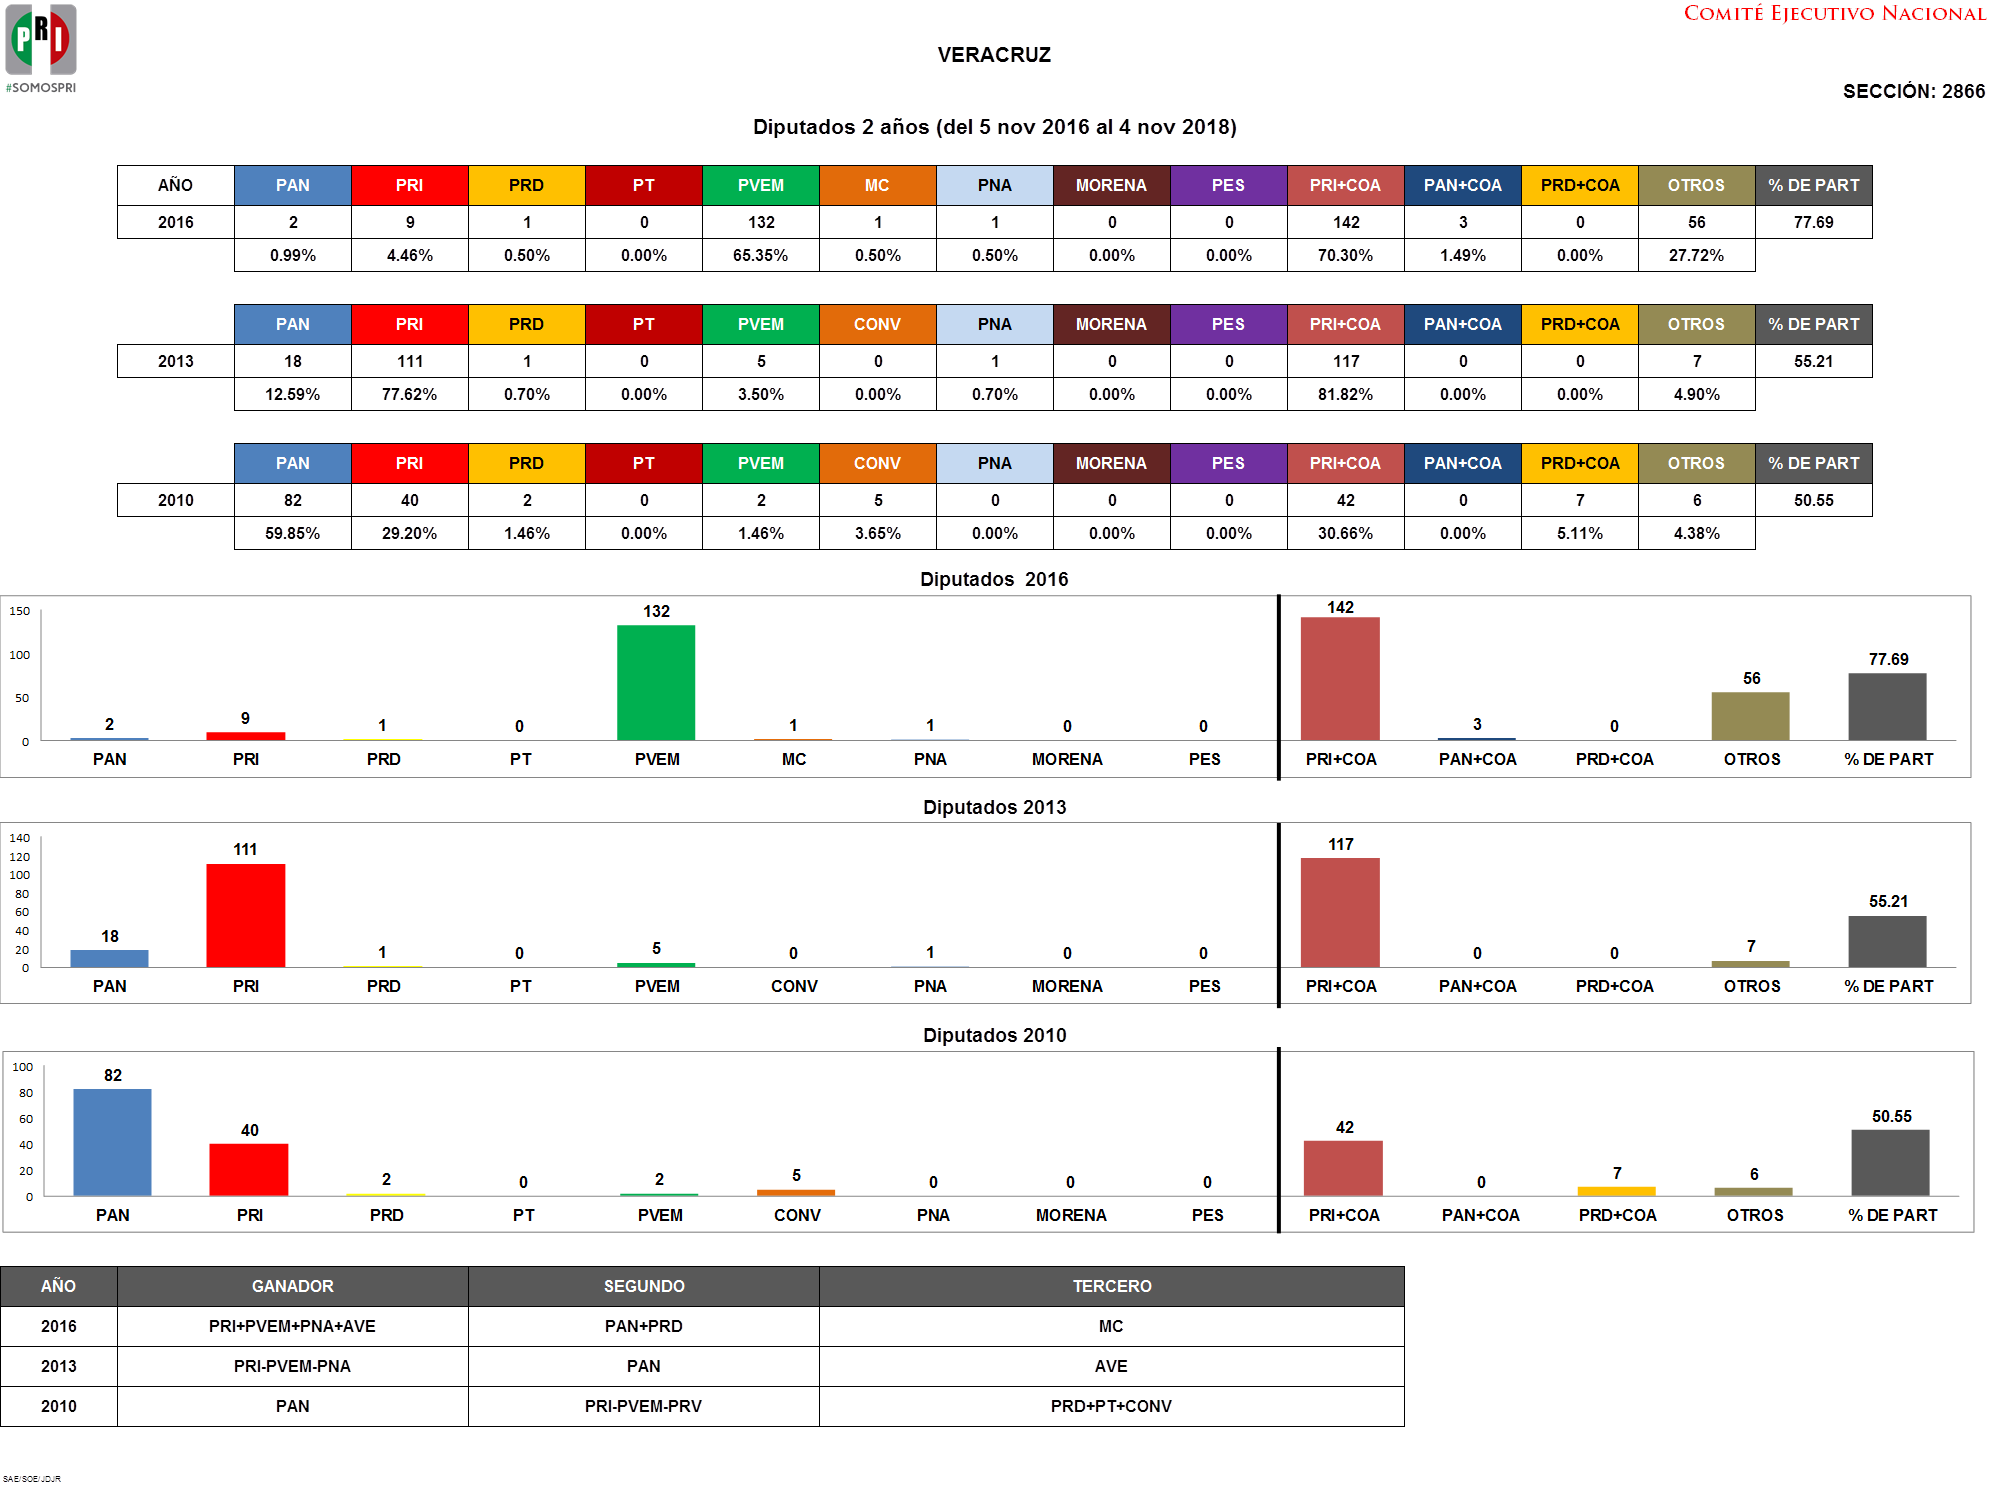 PRI
#SOMOSPRI
COMITÉ EJECUTIVO NACIONAL
VERACRUZ
SECCIÓN: 2866
Diputados 2 años (del 5 nov 2016 al 4 nov 2018)
AÑO PAN PRI PRD PT PVEM MC PNA MORENA PES PRI+COA PAN+COA PRD+COA OTROS % DE PART
2016 2 9 1 0 132 1 1 0 0 142 3 0 56 77.69
0.99% 4.46% 0.50% 0.00% 65.35% 0.50% 0.50% 0.00% 0.00% 70.30% 1.49% 0.00% 27.72%
PAN PRI PRD PT PVEM CONV PNA MORENA PES PRI+COA PAN+COA PRD+COA OTROS % DE PART
2013 18 111 1 0 5 0 1 0 0 117 0 0 7 55.21
12.59% 77.62% 0.70% 0.00% 3.50% 0.00% 0.70% 0.00% 0.00% 81.82% 0.00% 0.00% 4.90%
PAN PRI PRD PT PVEM CONV PNA MORENA PES PRI+COA PAN+COA PRD+COA OTROS % DE PART
2010 82 40 2 0 2 5 0 0 0 42 0 7 6 50.55
59.85% 29.20% 1.46% 0.00% 1.46% 3.65% 0.00% 0.00% 0.00% 30.66% 0.00% 5.11% 4.38%
Diputados 2016
150
100
50
0
2 9 1 0 132 1 1 0 0 142 3 0 56 77.69
PAN PRI PRD PT PVEM MC PNA MORENA PES PRI+COA PAN+COA PRD+COA OTROS % DE PART
Diputados 2013
140
120
100
80
60
40
20
0
18 111 1 0 5 0 1 0 0 117 0 0 7 55.21
PAN PRI PRD PT PVEM CONV PNA MORENA PES PRI+COA PAN+COA PRD+COA OTROS % DE PART
Diputados 2010
100
80
60
40
20
0
82 40 2 0 2 5 0 0 0 42 0 7 6 50.55
PAN PRI PRD PT PVEM CONV PNA MORENA PES PRI+COA PAN+COA PRD+COA OTROS % DE PART
AÑO GANADOR SEGUNDO TERCERO
2016 PRI+PVEM+PNA+AVE PAN+PRD MC
2013 PRI-PVEM-PNA PAN AVE
2010 PAN PRI-PVEM-PRV PRD+PT+CONV
SAE/SOE/JDJR